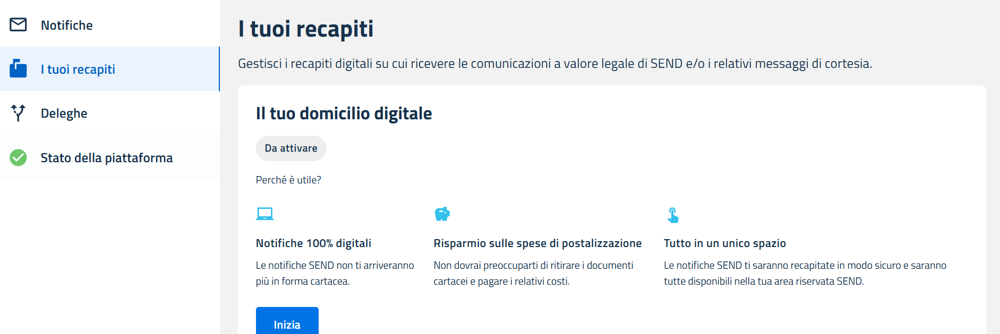 Notifiche
I tuoi recapiti
Deleghe
Stato della piattaforma
I tuoi recapiti
Gestisci i recapiti digitali su cui ricevere le comunicazioni a valore legale di SEND e/o i relativi messaggi di cortesia.
Il tuo domicilio digitale
Da attivare
Perché è utile?
Notifiche 100% digitali
Le notifiche SEND non ti arriveranno
più in forma cartacea.
Risparmio sulle spese di postalizzazione
Non dovrai preoccuparti di ritirare i documenti
cartacei e pagare i relativi costi.
Tutto in un unico spazio
Le notifiche SEND ti saranno recapitate in modo sicuro e saranno
tutte disponibili nella tua area riservata SEND.
Inizia